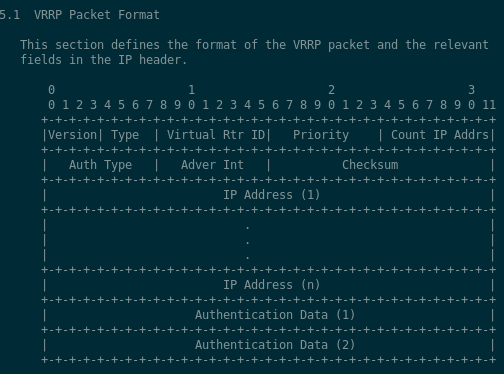 5.1  VRRP Packet Format
   This section defines the format of the VRRP packet and the relevant
   fields in the IP header.
       0                   1                   2                   3
       0 1 2 3 4 5 6 7 8 9 0 1 2 3 4 5 6 7 8 9 0 1 2 3 4 5 6 7 8 9 0 11
      +-+-+-+-+-+-+-+-+-+-+-+-+-+-+-+-+-+-+-+-+-+-+-+-+-+-+-+-+-+-+-+-+
      |Version| Type  | Virtual Rtr ID|   Priority    | Count IP Addrs|
      +-+-+-+-+-+-+-+-+-+-+-+-+-+-+-+-+-+-+-+-+-+-+-+-+-+-+-+-+-+-+-+-+
      |   Auth Type   |   Adver Int   |          Checksum             |
      +-+-+-+-+-+-+-+-+-+-+-+-+-+-+-+-+-+-+-+-+-+-+-+-+-+-+-+-+-+-+-+-+
      |                         IP Address (1)                        |
      +-+-+-+-+-+-+-+-+-+-+-+-+-+-+-+-+-+-+-+-+-+-+-+-+-+-+-+-+-+-+-+-+
      |                            .                                  |
      |                            .                                  |
      |                            .                                  |
      +-+-+-+-+-+-+-+-+-+-+-+-+-+-+-+-+-+-+-+-+-+-+-+-+-+-+-+-+-+-+-+-+
      |                         IP Address (n)                        |
      +-+-+-+-+-+-+-+-+-+-+-+-+-+-+-+-+-+-+-+-+-+-+-+-+-+-+-+-+-+-+-+-+
      |                     Authentication Data (1)                   |
      +-+-+-+-+-+-+-+-+-+-+-+-+-+-+-+-+-+-+-+-+-+-+-+-+-+-+-+-+-+-+-+-+
      |                     Authentication Data (2)                   |
      +-+-+-+-+-+-+-+-+-+-+-+-+-+-+-+-+-+-+-+-+-+-+-+-+-+-+-+-+-+-+-+-+